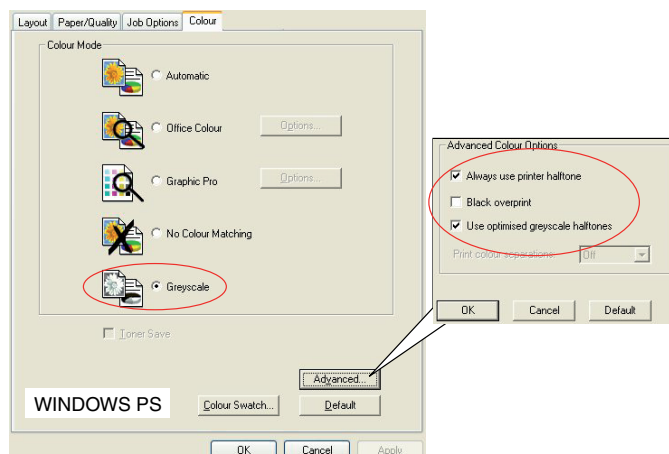 Layout Paper/Quality Job Options Colour
Colour Mode
Automatic
Office Colour Options...
Graphic Pro Options...
No Colour Matching
Greyscale
Toner Save
Advanced...
WINDOWS PS Colour Swatch... Default
OK Cancel Apply
Advanced Colour Options
Always use printer halftone
Black overprint
Use optimised greyscale halftones
Print colour separations Off
OK Cancel Default